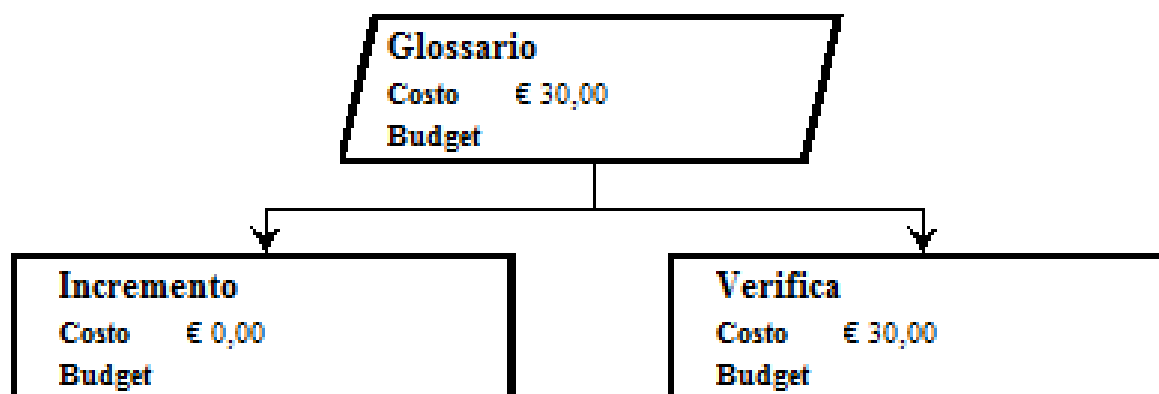 Glossario
Costo € 30,00
Budget
Incremento
Costo € 0,00
Budget
Verifica
Costo € 30,00
Budget